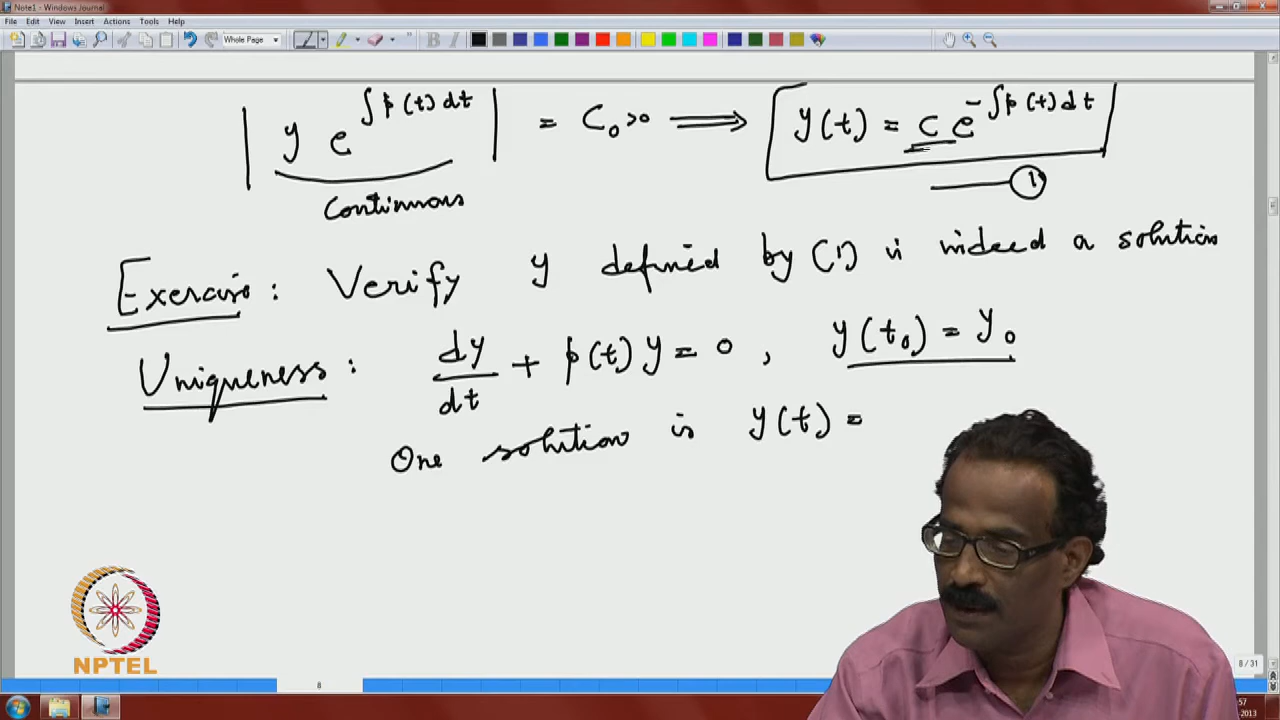 Note1 - Windows Journal
File Edit View Insert Actions Tools Help
Whole Page
| y e^{∫p(t)dt} | = C₀>0 ⟹ y(t) = c e^{-∫p(t)dt}
Continuous
(1)
Exercise: Verify y defined by (1) is indeed a solution
Uniqueness: dy/dt + p(t)y = 0, y(t₀) = y₀
One solution is y(t) =
NPTEL
8 / 31
8
57
2013